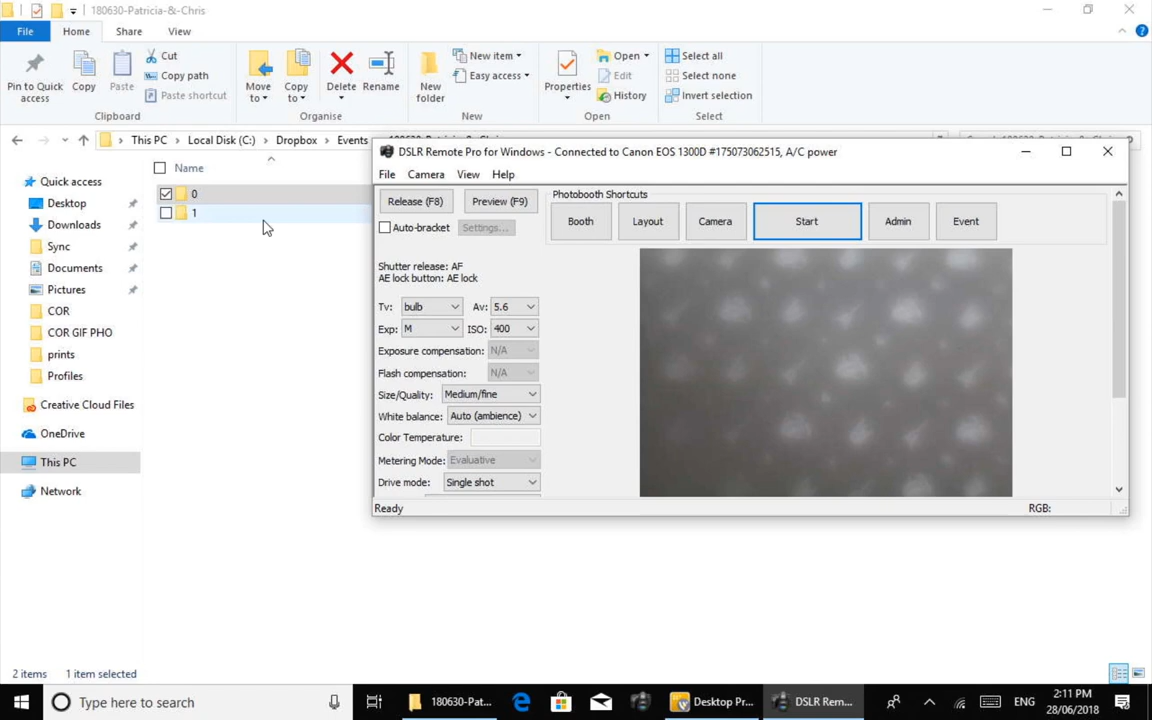 180630-Patricia-&-Chris
File Home Share View
Pin to Quick access
Copy
Paste
Cut
Copy path
Paste shortcut
Clipboard
Move to
Copy to
Delete
Rename
Organise
New folder
New item
Easy access
New
Properties
Open
Edit
History
Open
Select all
Select none
Invert selection
Select
This PC Local Disk (C:) Dropbox Events
Name
0
1
Quick access
Desktop
Downloads
Sync
Documents
Pictures
COR
COR GIF PHO
prints
Profiles
Creative Cloud Files
OneDrive
This PC
Network
2 items 1 item selected
DSLR Remote Pro for Windows - Connected to Canon EOS 1300D #175073062515, A/C power
File Camera View Help
Release (F8) Preview (F9)
Auto-bracket Settings...
Photobooth Shortcuts
Booth Layout Camera Start Admin Event
Shutter release: AF
AE lock button: AE lock
Tv: bulb Av: 5.6
Exp: M ISO: 400
Exposure compensation: N/A
Flash compensation: N/A
Size/Quality: Medium/fine
White balance: Auto (ambience)
Color Temperature:
Metering Mode: Evaluative
Drive mode: Single shot
Ready RGB:
Type here to search
180630-Pat...
Desktop Pr...
DSLR Rem...
ENG
2:11 PM
28/06/2018